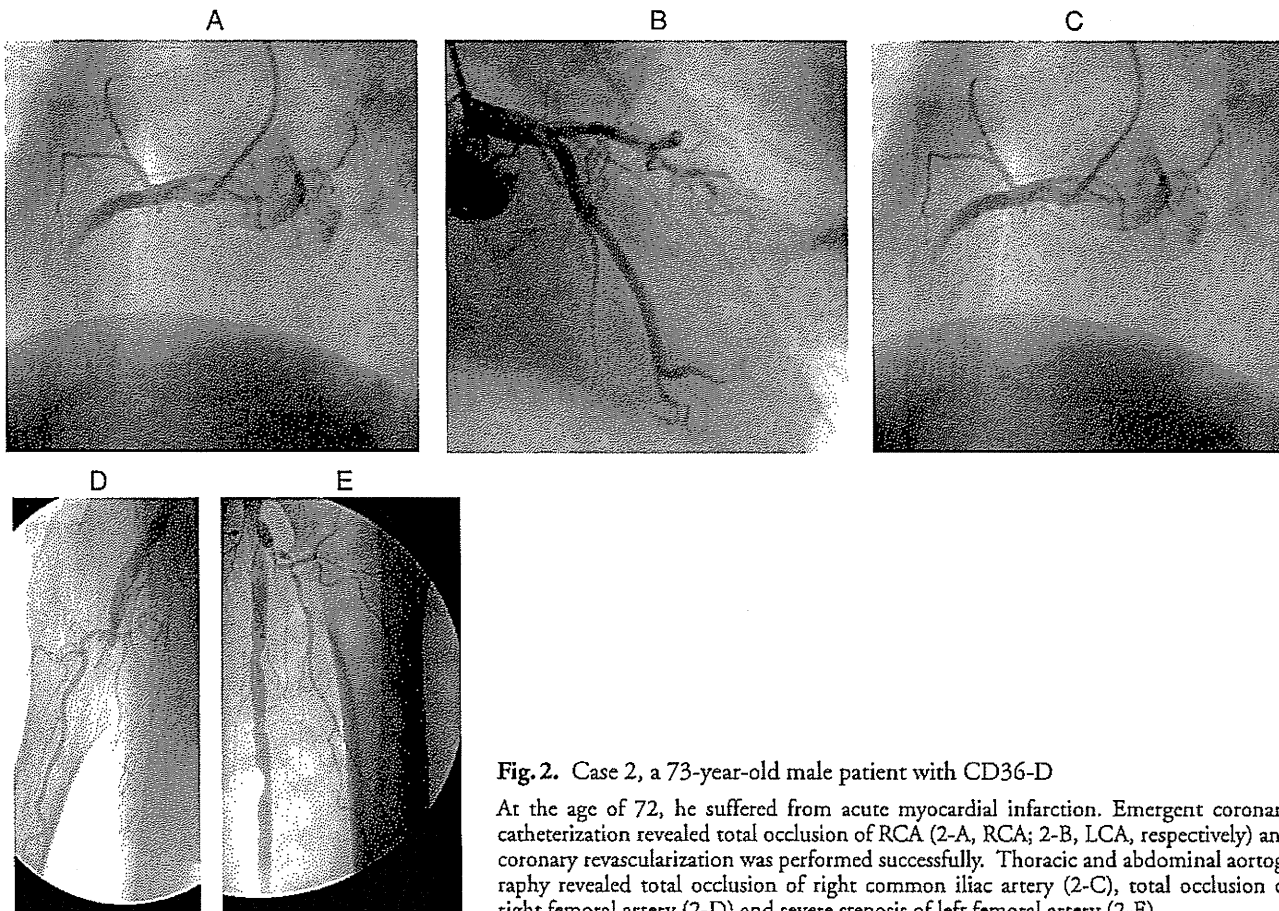 A
B
C
D
E
Fig. 2. Case 2, a 73-year-old male patient with CD36-D
At the age of 72, he suffered from acute myocardial infarction. Emergent coronar
catheterization revealed total occlusion of RCA (2-A, RCA; 2-B, LCA, respectively) an
coronary revascularization was performed successfully. Thoracic and abdominal aortog
raphy revealed total occlusion of right common iliac artery (2-C), total occlusion o
right femoral artery (2-D) and severe stenosis of left femoral artery (2-E).